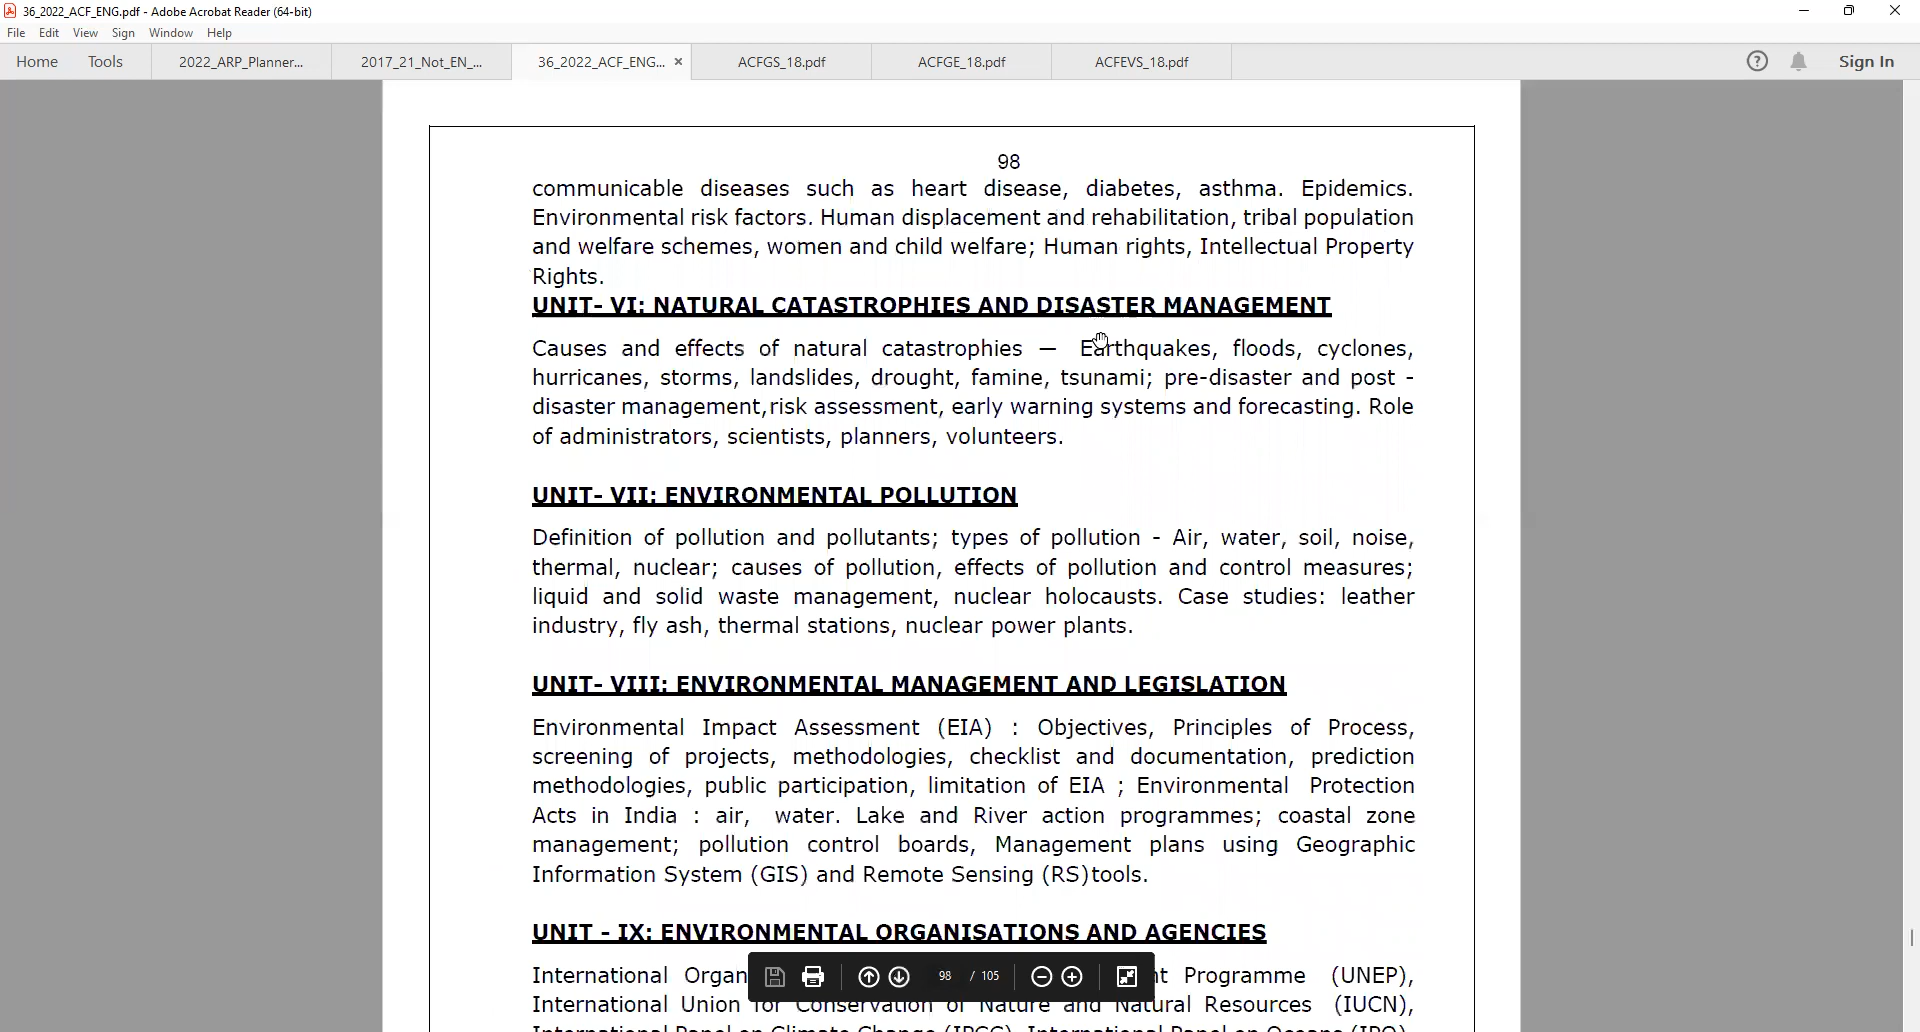 36_2022_ACF_ENG.pdf - Adobe Acrobat Reader (64-bit)
File Edit View Sign Window Help
Home Tools 2022_ARP_Planner... 2017_21_Not_EN_... 36_2022_ACF_ENG... × ACFGS_18.pdf ACFGE_18.pdf ACFEVS_18.pdf Sign In
98
communicable diseases such as heart disease, diabetes, asthma. Epidemics.
Environmental risk factors. Human displacement and rehabilitation, tribal population
and welfare schemes, women and child welfare; Human rights, Intellectual Property
Rights.
UNIT- VI: NATURAL CATASTROPHIES AND DISASTER MANAGEMENT
Causes and effects of natural catastrophies — Earthquakes, floods, cyclones,
hurricanes, storms, landslides, drought, famine, tsunami; pre-disaster and post -
disaster management,risk assessment, early warning systems and forecasting. Role
of administrators, scientists, planners, volunteers.
UNIT- VII: ENVIRONMENTAL POLLUTION
Definition of pollution and pollutants; types of pollution - Air, water, soil, noise,
thermal, nuclear; causes of pollution, effects of pollution and control measures;
liquid and solid waste management, nuclear holocausts. Case studies: leather
industry, fly ash, thermal stations, nuclear power plants.
UNIT- VIII: ENVIRONMENTAL MANAGEMENT AND LEGISLATION
Environmental Impact Assessment (EIA) : Objectives, Principles of Process,
screening of projects, methodologies, checklist and documentation, prediction
methodologies, public participation, limitation of EIA ; Environmental Protection
Acts in India : air, water. Lake and River action programmes; coastal zone
management; pollution control boards, Management plans using Geographic
Information System (GIS) and Remote Sensing (RS)tools.
UNIT - IX: ENVIRONMENTAL ORGANISATIONS AND AGENCIES
International Programme (UNEP),
International Union for Conservation of Nature and Natural Resources (IUCN),
International Panel on Climate Change (IPCC), International Panel on Oceans (IPO),
98 / 105